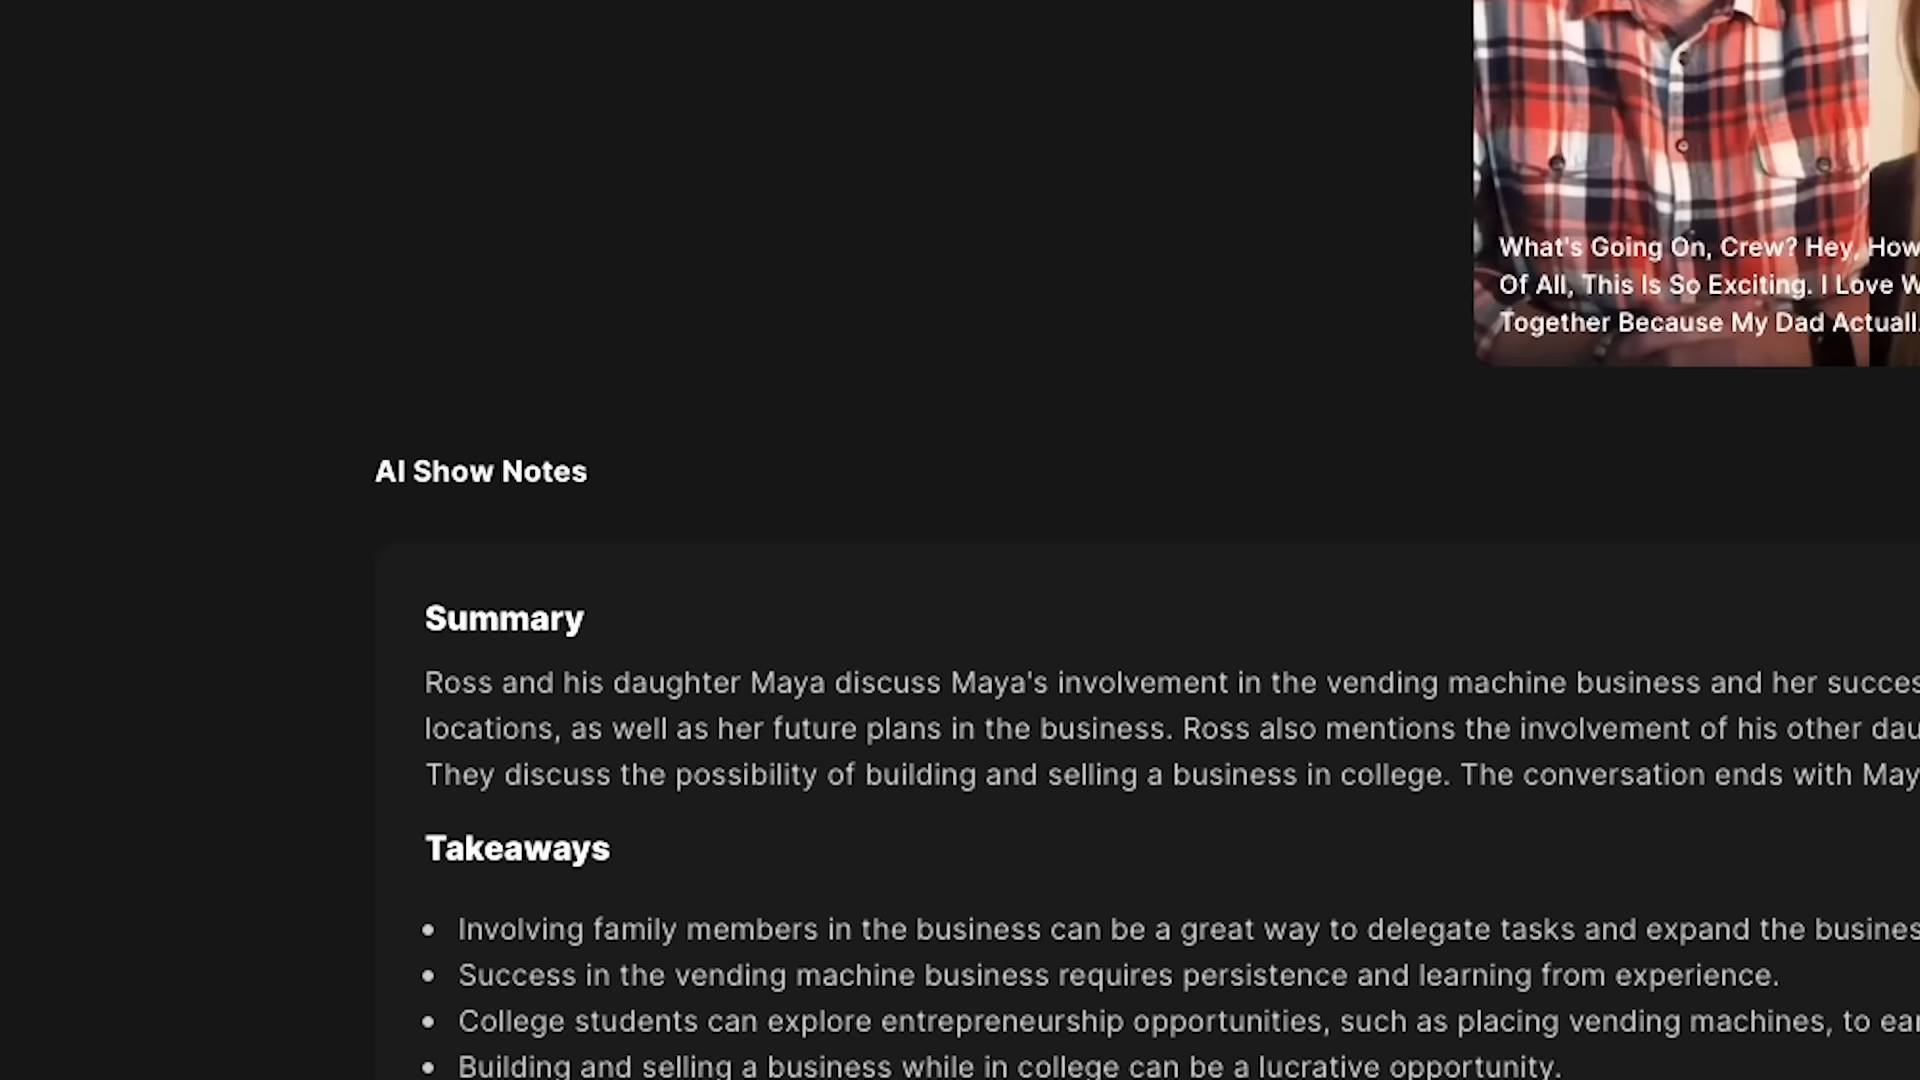 What's Going On, Crew? Hey, How
Of All, This Is So Exciting. I Love W
Together Because My Dad Actuall.
AI Show Notes
Summary
Ross and his daughter Maya discuss Maya's involvement in the vending machine business and her succes
locations, as well as her future plans in the business. Ross also mentions the involvement of his other dau
They discuss the possibility of building and selling a business in college. The conversation ends with May
Takeaways
• Involving family members in the business can be a great way to delegate tasks and expand the busines
• Success in the vending machine business requires persistence and learning from experience.
• College students can explore entrepreneurship opportunities, such as placing vending machines, to ear
• Building and selling a business while in college can be a lucrative opportunity.